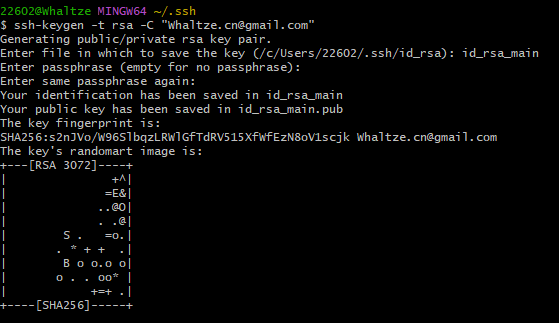 22602@Whaltze MINGW64 ~/.ssh
$ ssh-keygen -t rsa -C "Whaltze.cn@gmail.com"
Generating public/private rsa key pair.
Enter file in which to save the key (/c/Users/22602/.ssh/id_rsa): id_rsa_main
Enter passphrase (empty for no passphrase):
Enter same passphrase again:
Your identification has been saved in id_rsa_main
Your public key has been saved in id_rsa_main.pub
The key fingerprint is:
SHA256:s2nJVo/W96SlbqzLRWlGfTdRV515XfWfEzN8oV1scjk Whaltze.cn@gmail.com
The key's randomart image is:
+---[RSA 3072]----+
|               +^|
|              =E&|
|             ..@O|
|             . .@|
|        S .   =o.|
|       . * + +  .|
|        B o o.o o|
|       o . . oo* |
|            +=+ .|
+----[SHA256]-----+